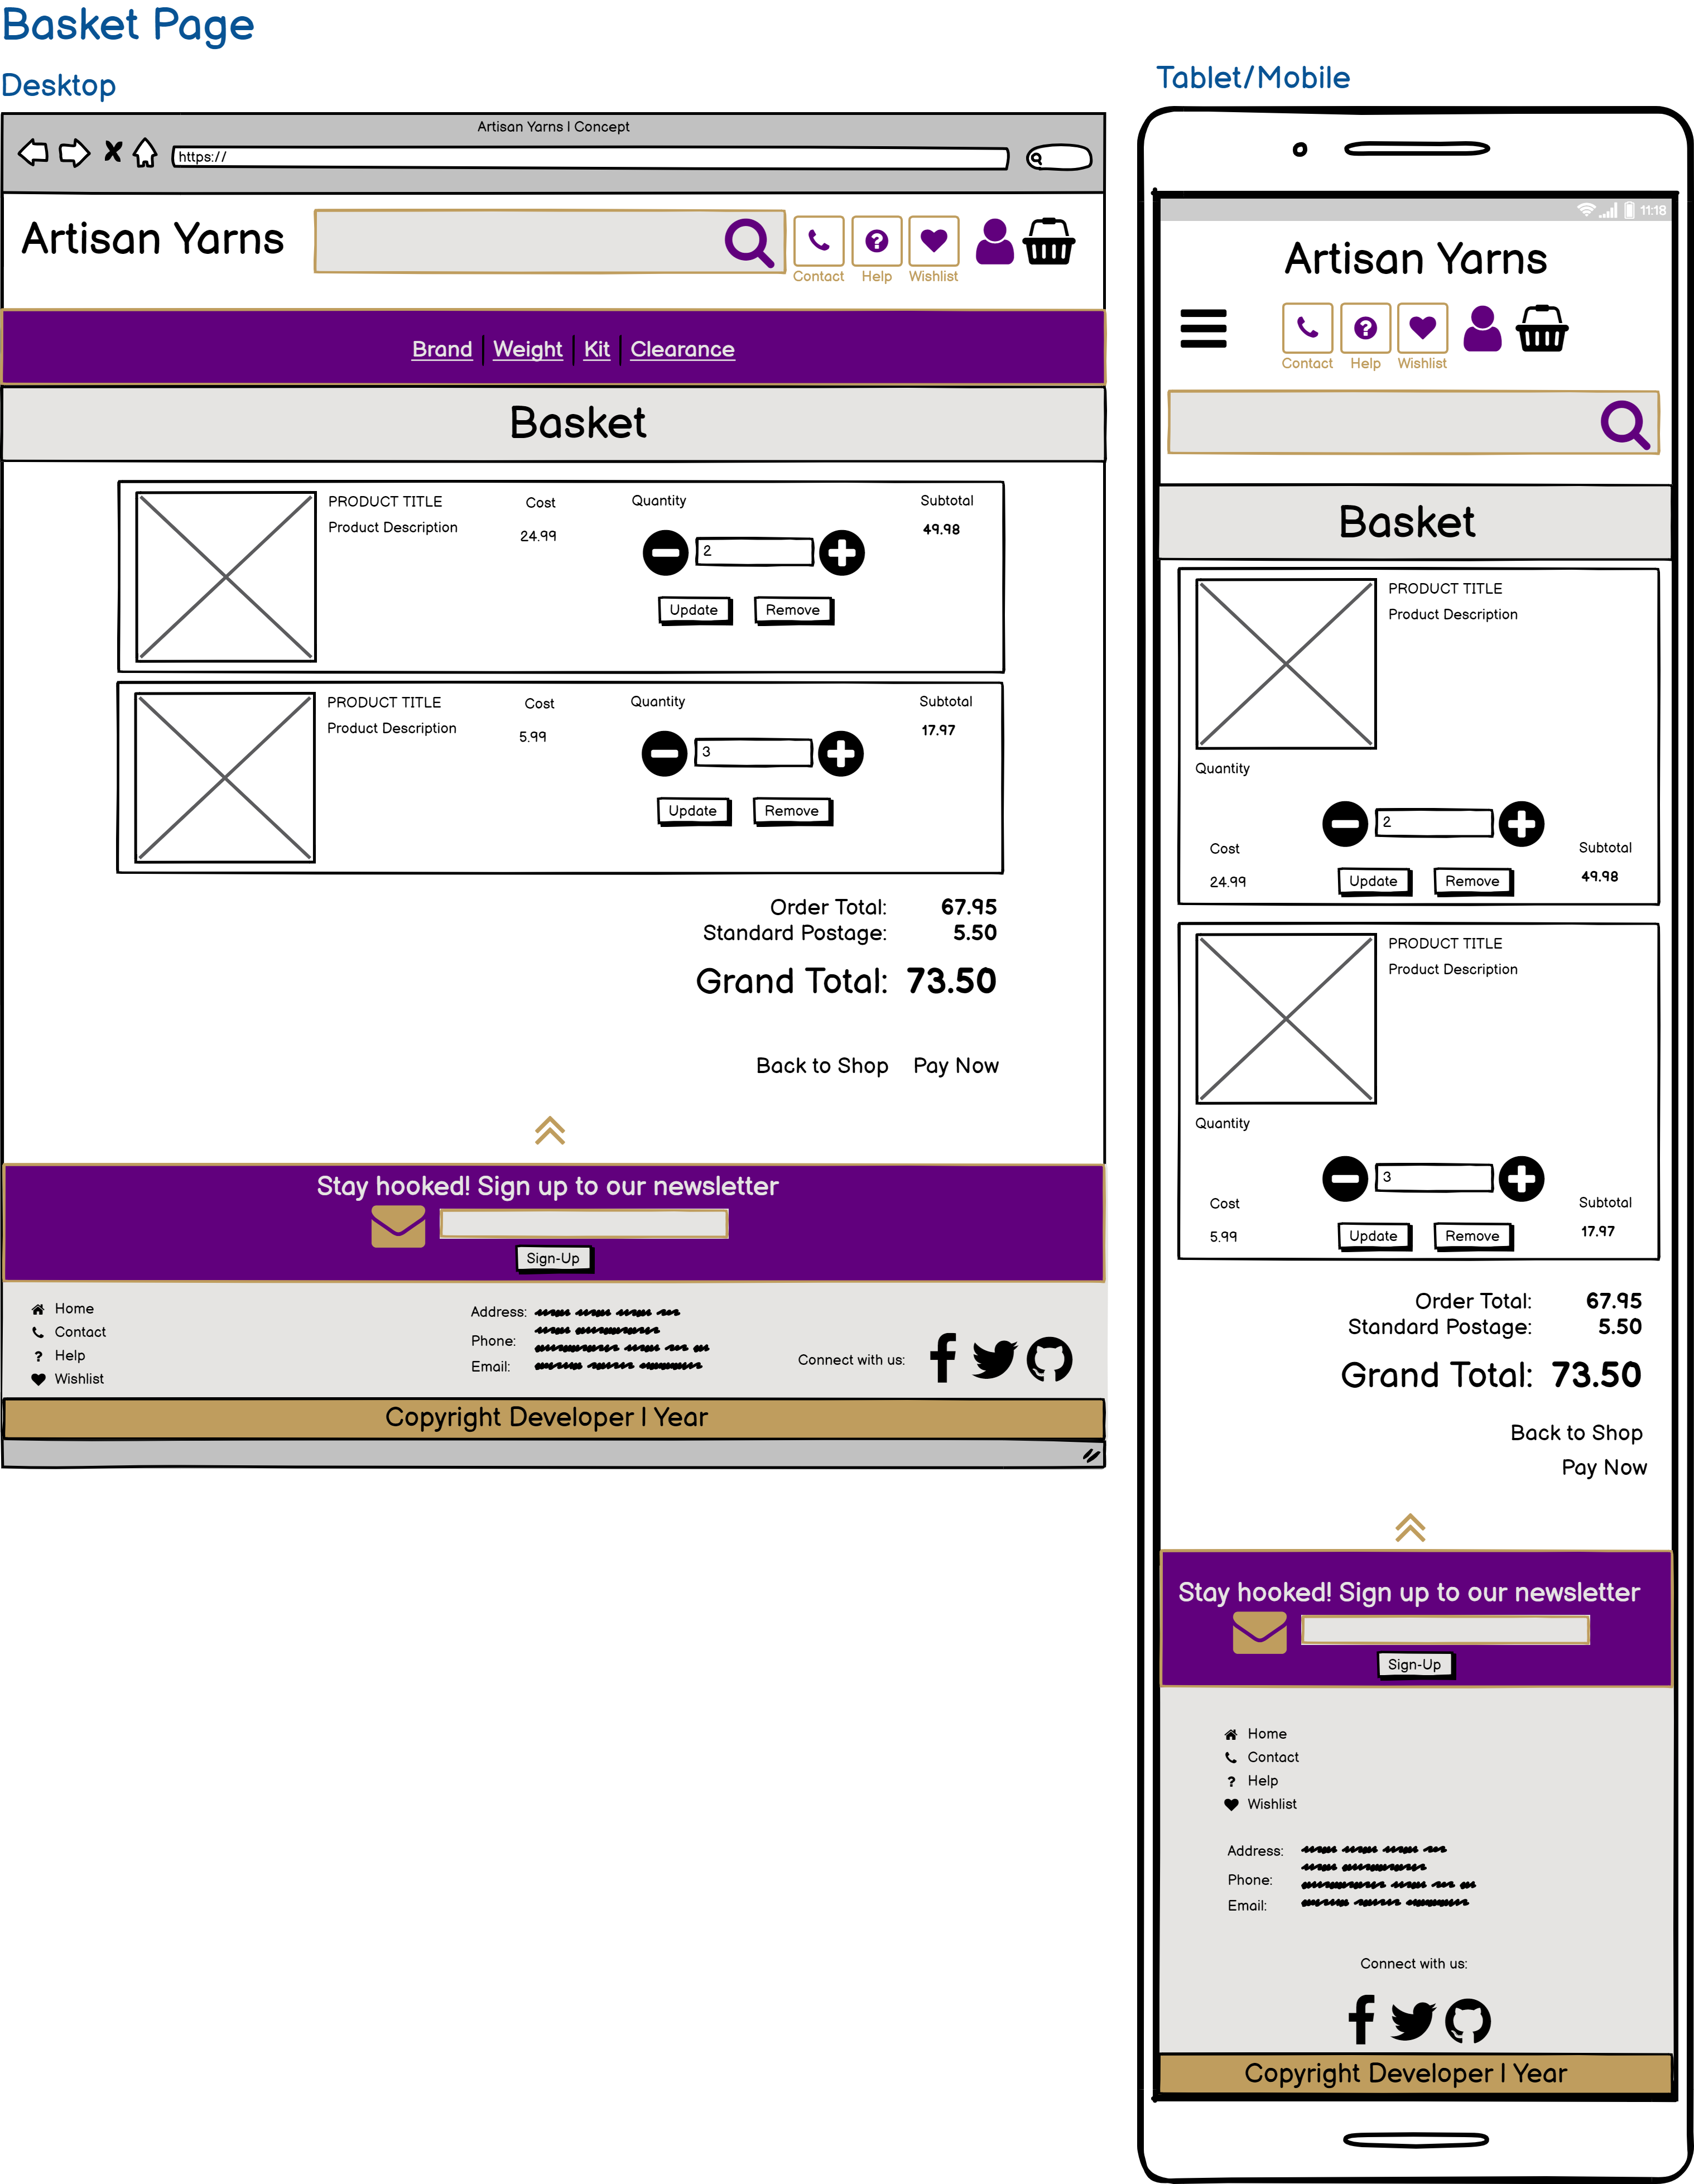 Basket Page
Desktop
Artisan Yarns | Concept
https://
Artisan Yarns
Contact Help Wishlist
Brand Weight Kit Clearance
Basket
PRODUCT TITLE Cost Quantity Subtotal
Product Description 24.99 2 49.98
Update Remove
PRODUCT TITLE Cost Quantity Subtotal
Product Description 5.99 3 17.97
Update Remove
Order Total: 67.95
Standard Postage: 5.50
Grand Total: 73.50
Back to Shop Pay Now
Stay hooked! Sign up to our newsletter
Sign-Up
Home
Contact
Help
Wishlist
Address:
Phone:
Email:
Connect with us:
Copyright Developer | Year
Tablet/Mobile
11:18
Artisan Yarns
Contact Help Wishlist
Basket
PRODUCT TITLE
Product Description
Quantity
2
Cost Subtotal
24.99 Update Remove 49.98
PRODUCT TITLE
Product Description
Quantity
3
Cost Subtotal
5.99 Update Remove 17.97
Order Total: 67.95
Standard Postage: 5.50
Grand Total: 73.50
Back to Shop
Pay Now
Stay hooked! Sign up to our newsletter
Sign-Up
Home
Contact
Help
Wishlist
Address:
Phone:
Email:
Connect with us:
Copyright Developer | Year